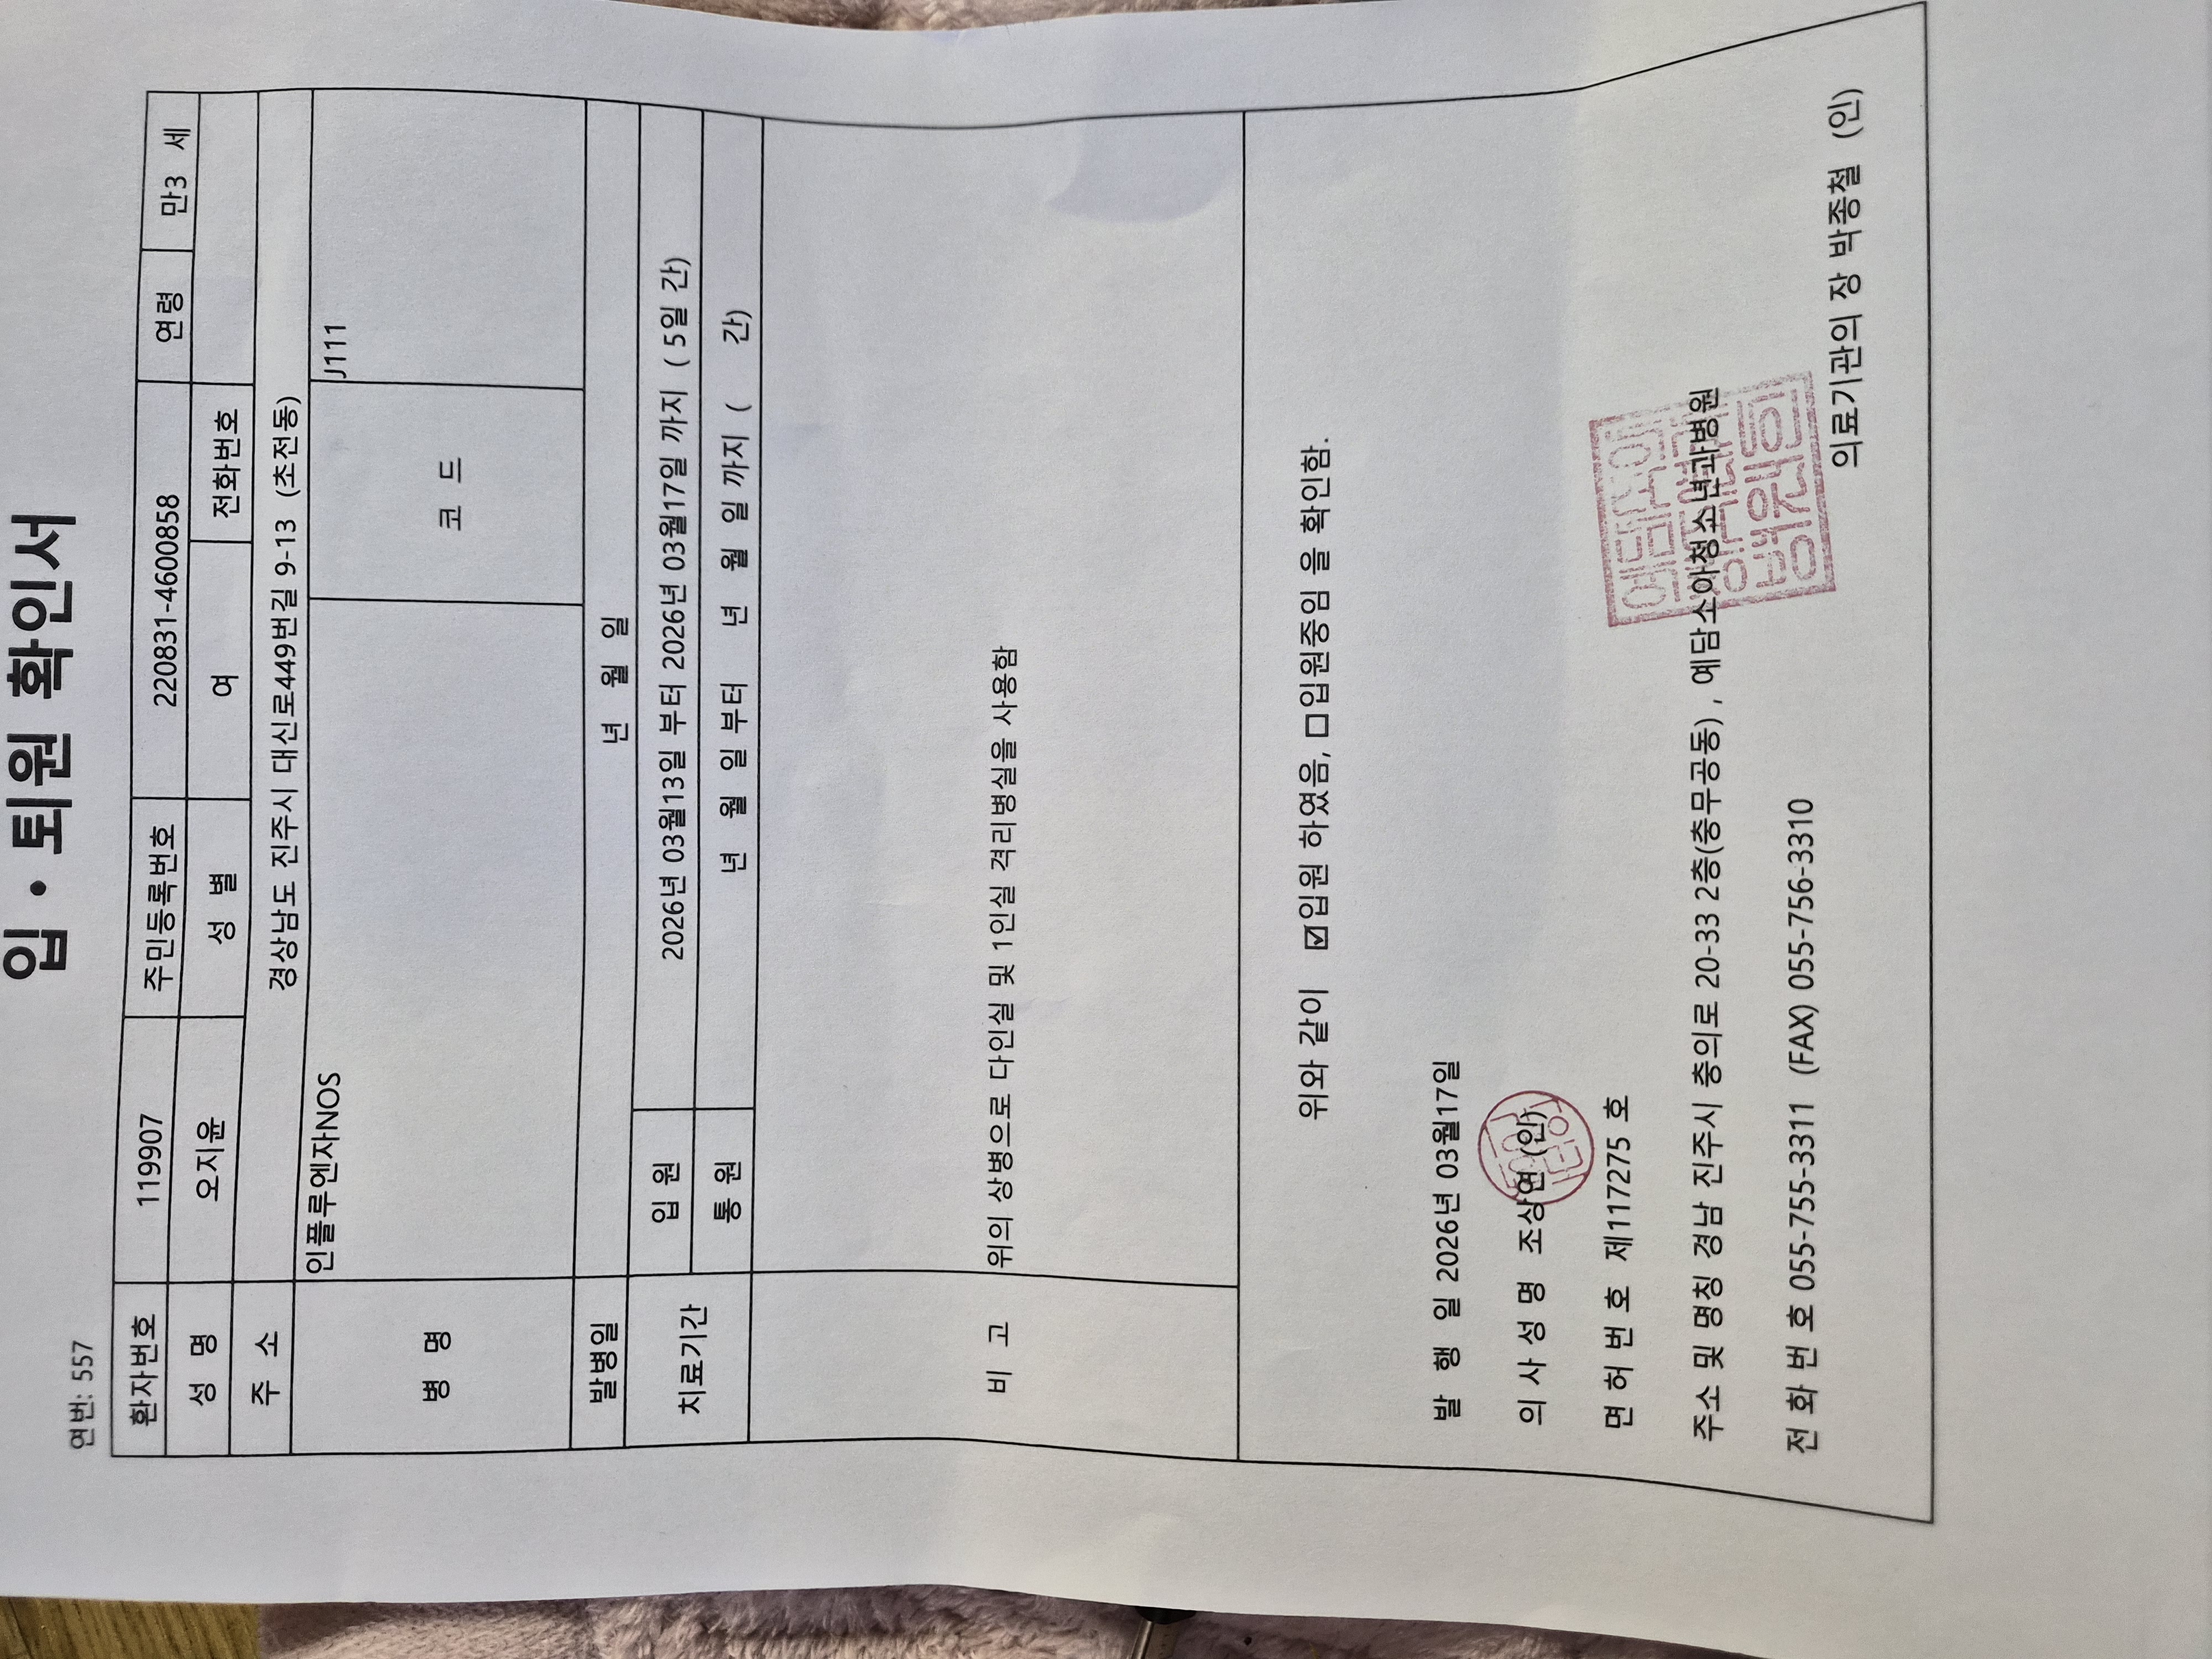 입 · 퇴원 확인서
연번: 557
환자번호 119907 주민등록번호 220831-4600858 연령 만3 세
성 명 오지윤 성 별 여 전화번호
주 소 경상남도 진주시 대신로449번길 9-13 (초전동)
병 명 인플루엔자NOS 코 드 J111
발병일 년 월 일
치료기간 입 원 2026년 03월13일 부터 2026년 03월17일 까지 ( 5일 간)
통 원 년 월 일 부터 년 월 일 까지 ( 간)
비 고 위의 상병으로 다인실 및 1인실 격리병실을 사용함
위와 같이 ☑입원 하였음, □입원중임 을 확인함.
발 행 일 2026년 03월17일
의 사 성 명 조상연 (인)
면 허 번 호 제117275 호
주소 및 명칭 경남 진주시 충의로 20-33 2층(충무공동) , 예담소아청소년과병원
전 화 번 호 055-755-3311 (FAX) 055-756-3310
의료기관의 장 박종철 (인)